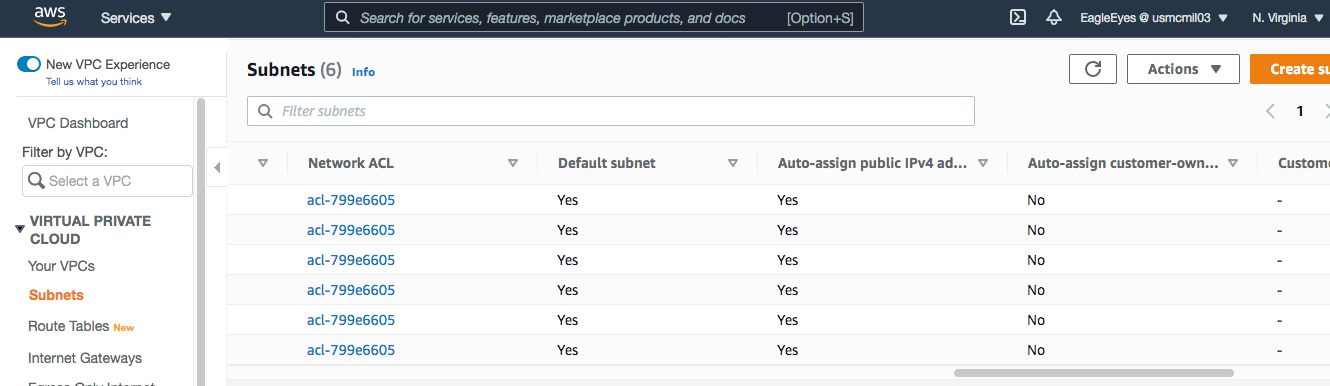 aws
Services ▼
Search for services, features, marketplace products, and docs [Option+S]
EagleEyes @ usmcmil03 ▼
N. Virginia ▼
New VPC Experience
Tell us what you think
VPC Dashboard
Filter by VPC:
Select a VPC
VIRTUAL PRIVATE
CLOUD
Your VPCs
Subnets
Route Tables New
Internet Gateways
Egress Only Internet
Subnets (6) Info
Actions ▼
Create su
Filter subnets
1
Network ACL Default subnet Auto-assign public IPv4 ad... Auto-assign customer-own... Custome
acl-799e6605 Yes Yes No -
acl-799e6605 Yes Yes No -
acl-799e6605 Yes Yes No -
acl-799e6605 Yes Yes No -
acl-799e6605 Yes Yes No -
acl-799e6605 Yes Yes No -